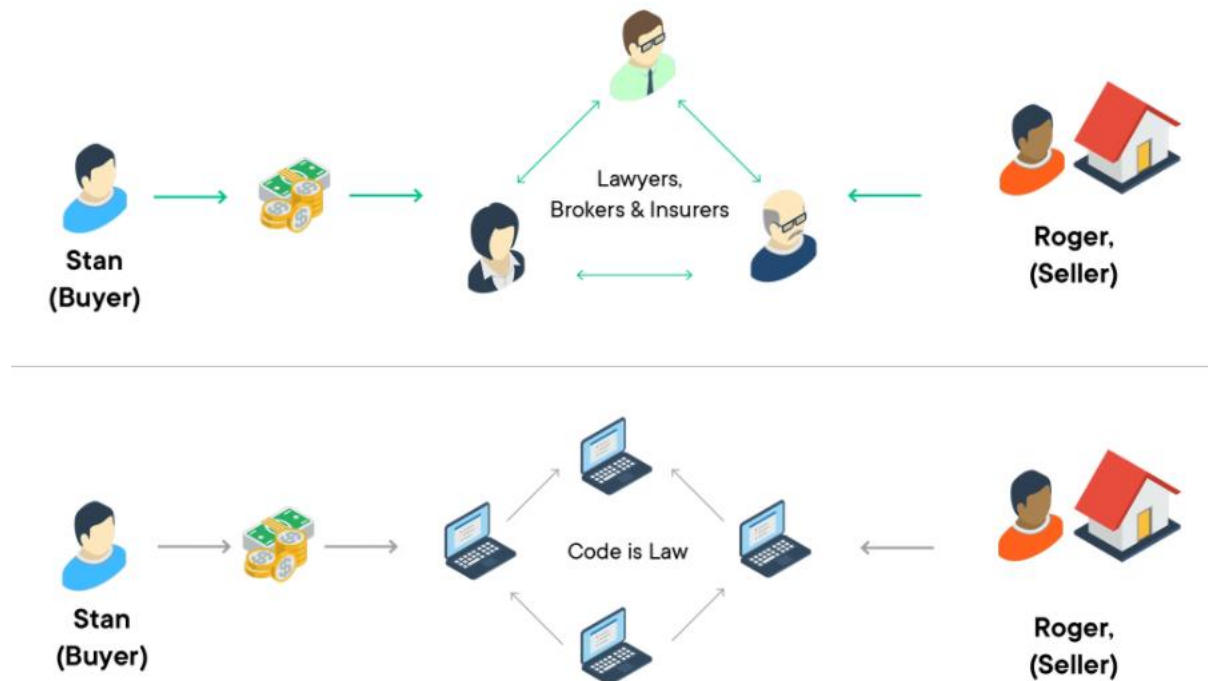 Lawyers,
Brokers & Insurers
Stan
(Buyer)
Roger,
(Seller)
Code is Law
Stan
(Buyer)
Roger,
(Seller)